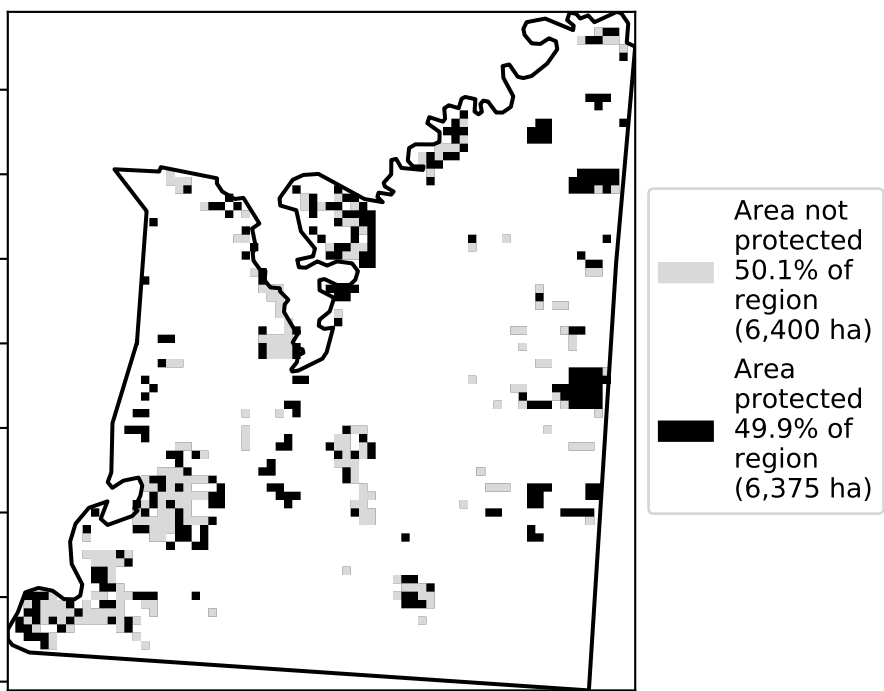 Area not
protected
50.1% of
region
(6,400 ha)
Area
protected
49.9% of
region
(6,375 ha)